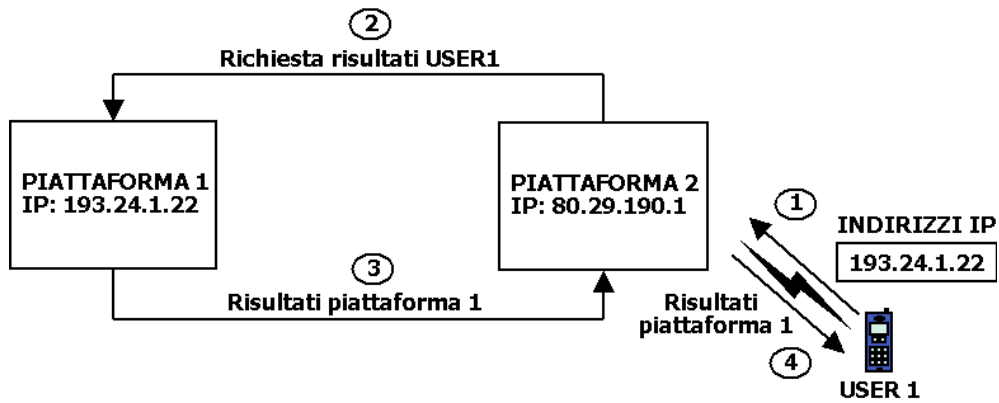 2
Richiesta risultati USER1
PIATTAFORMA 1
IP: 193.24.1.22
PIATTAFORMA 2
IP: 80.29.190.1
1
INDIRIZZI IP
193.24.1.22
3
Risultati piattaforma 1
Risultati
piattaforma 1
4
USER 1